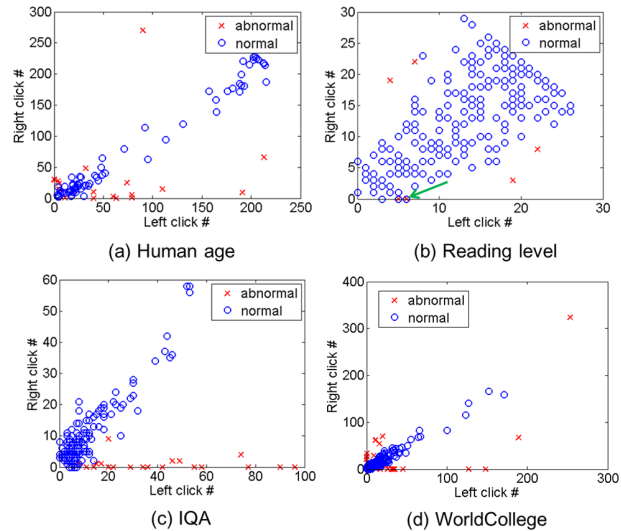 300
250
200
150
100
50
0
0 50 100 150 200 250
Right click #
Left click #
abnormal
normal
(a) Human age
30
25
20
15
10
5
0
0 10 20 30
Right click #
Left click #
abnormal
normal
(b) Reading level
60
50
40
30
20
10
0
0 20 40 60 80 100
Right click #
Left click #
abnormal
normal
(c) IQA
400
300
200
100
0
0 100 200 300
Right click #
Left click #
abnormal
normal
(d) WorldCollege